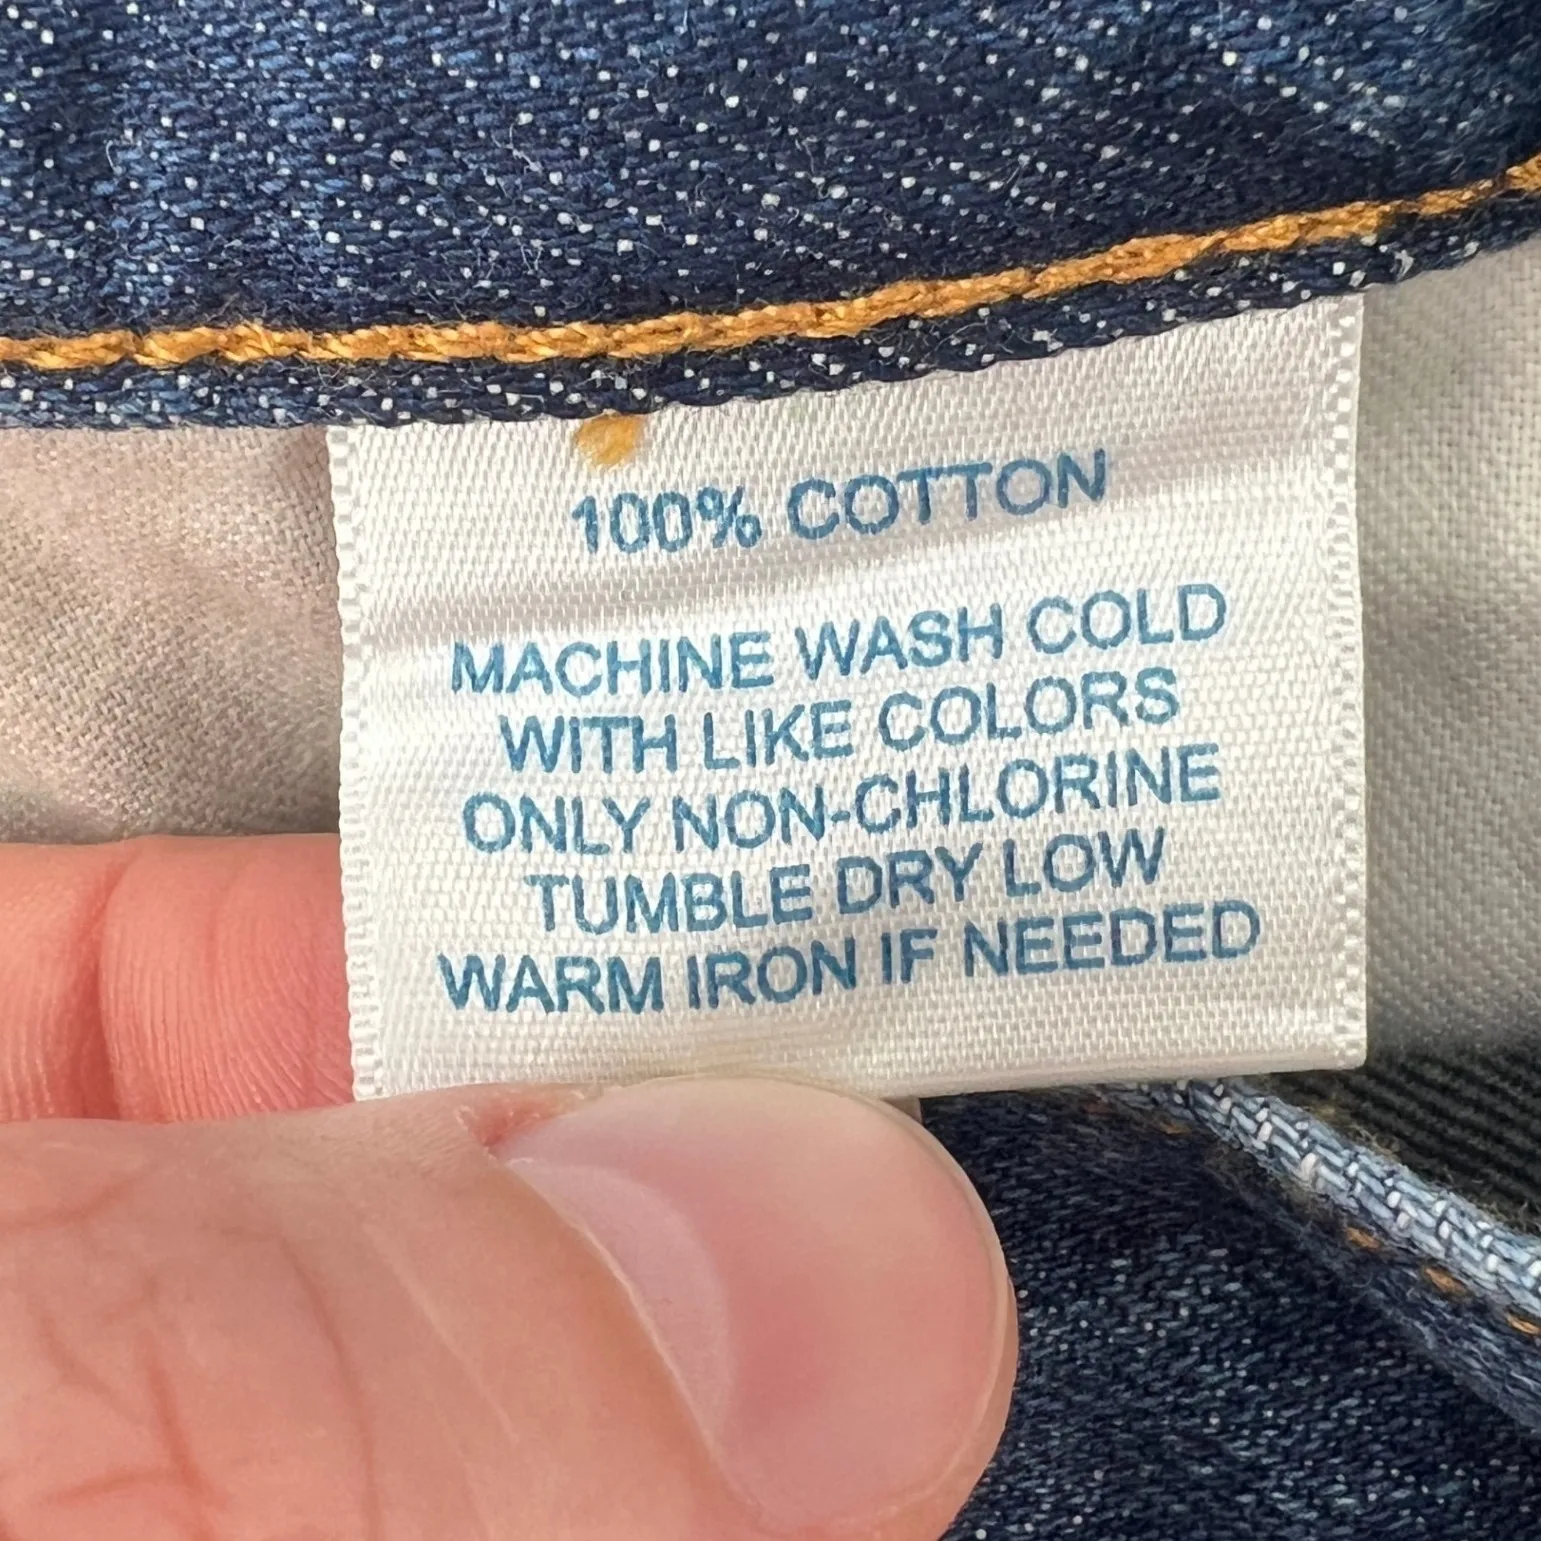 100% COTTON
MACHINE WASH COLD
WITH LIKE COLORS
ONLY NON-CHLORINE
TUMBLE DRY LOW
WARM IRON IF NEEDED